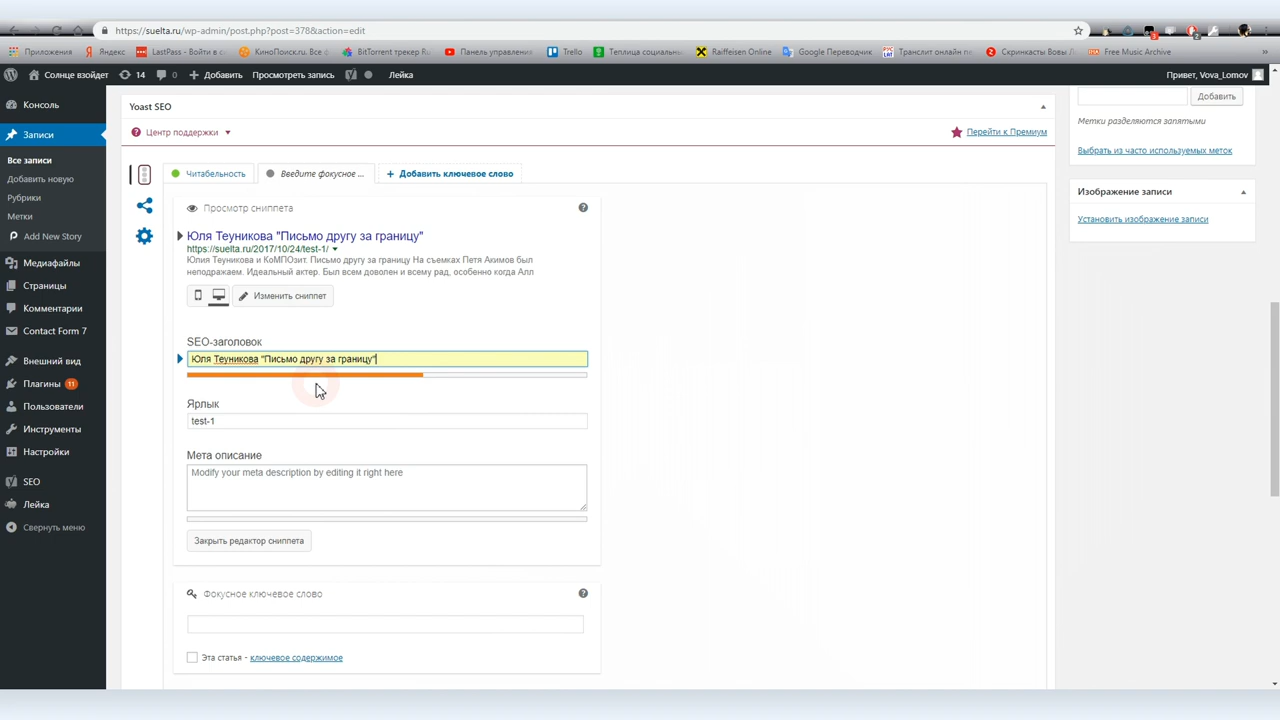 https://suelta.ru/wp-admin/post.php?post=378&action=edit
Приложения
Яндекс
LastPass - Войти в с
КиноПоиск.ru. Все ф
BitTorrent трекер Ru
Панель управления
Trello
Теплица социальны
Raiffeisen Online
Google Переводчик
Транслит онлайн пе
Скринкасты Вовы Л
Free Music Archive
Солнце взойдет
14
0
Добавить
Просмотреть запись
Лейка
Привет, Vova_Lomov
Консоль
Записи
Все записи
Добавить новую
Рубрики
Метки
Add New Story
Медиафайлы
Страницы
Комментарии
Contact Form 7
Внешний вид
Плагины 11
Пользователи
Инструменты
Настройки
SEO
Лейка
Свернуть меню
Yoast SEO
Центр поддержки
Перейти к Премиум
Читабельность
Введите фокусное ...
Добавить ключевое слово
Просмотр сниппета
Юля Теуникова "Письмо другу за границу"
https://suelta.ru/2017/10/24/test-1/
Юлия Теуникова и КоМПОзит. Письмо другу за границу На съемках Петя Акимов был
неподражаем. Идеальный актер. Был всем доволен и всему рад, особенно когда Алл
Изменить сниппет
SEO-заголовок
Юля Теуникова "Письмо другу за границу"
Ярлык
test-1
Мета описание
Modify your meta description by editing it right here
Закрыть редактор сниппета
Фокусное ключевое слово
Эта статья - ключевое содержимое
Добавить
Метки разделяются запятыми
Выбрать из часто используемых меток
Изображение записи
Установить изображение записи